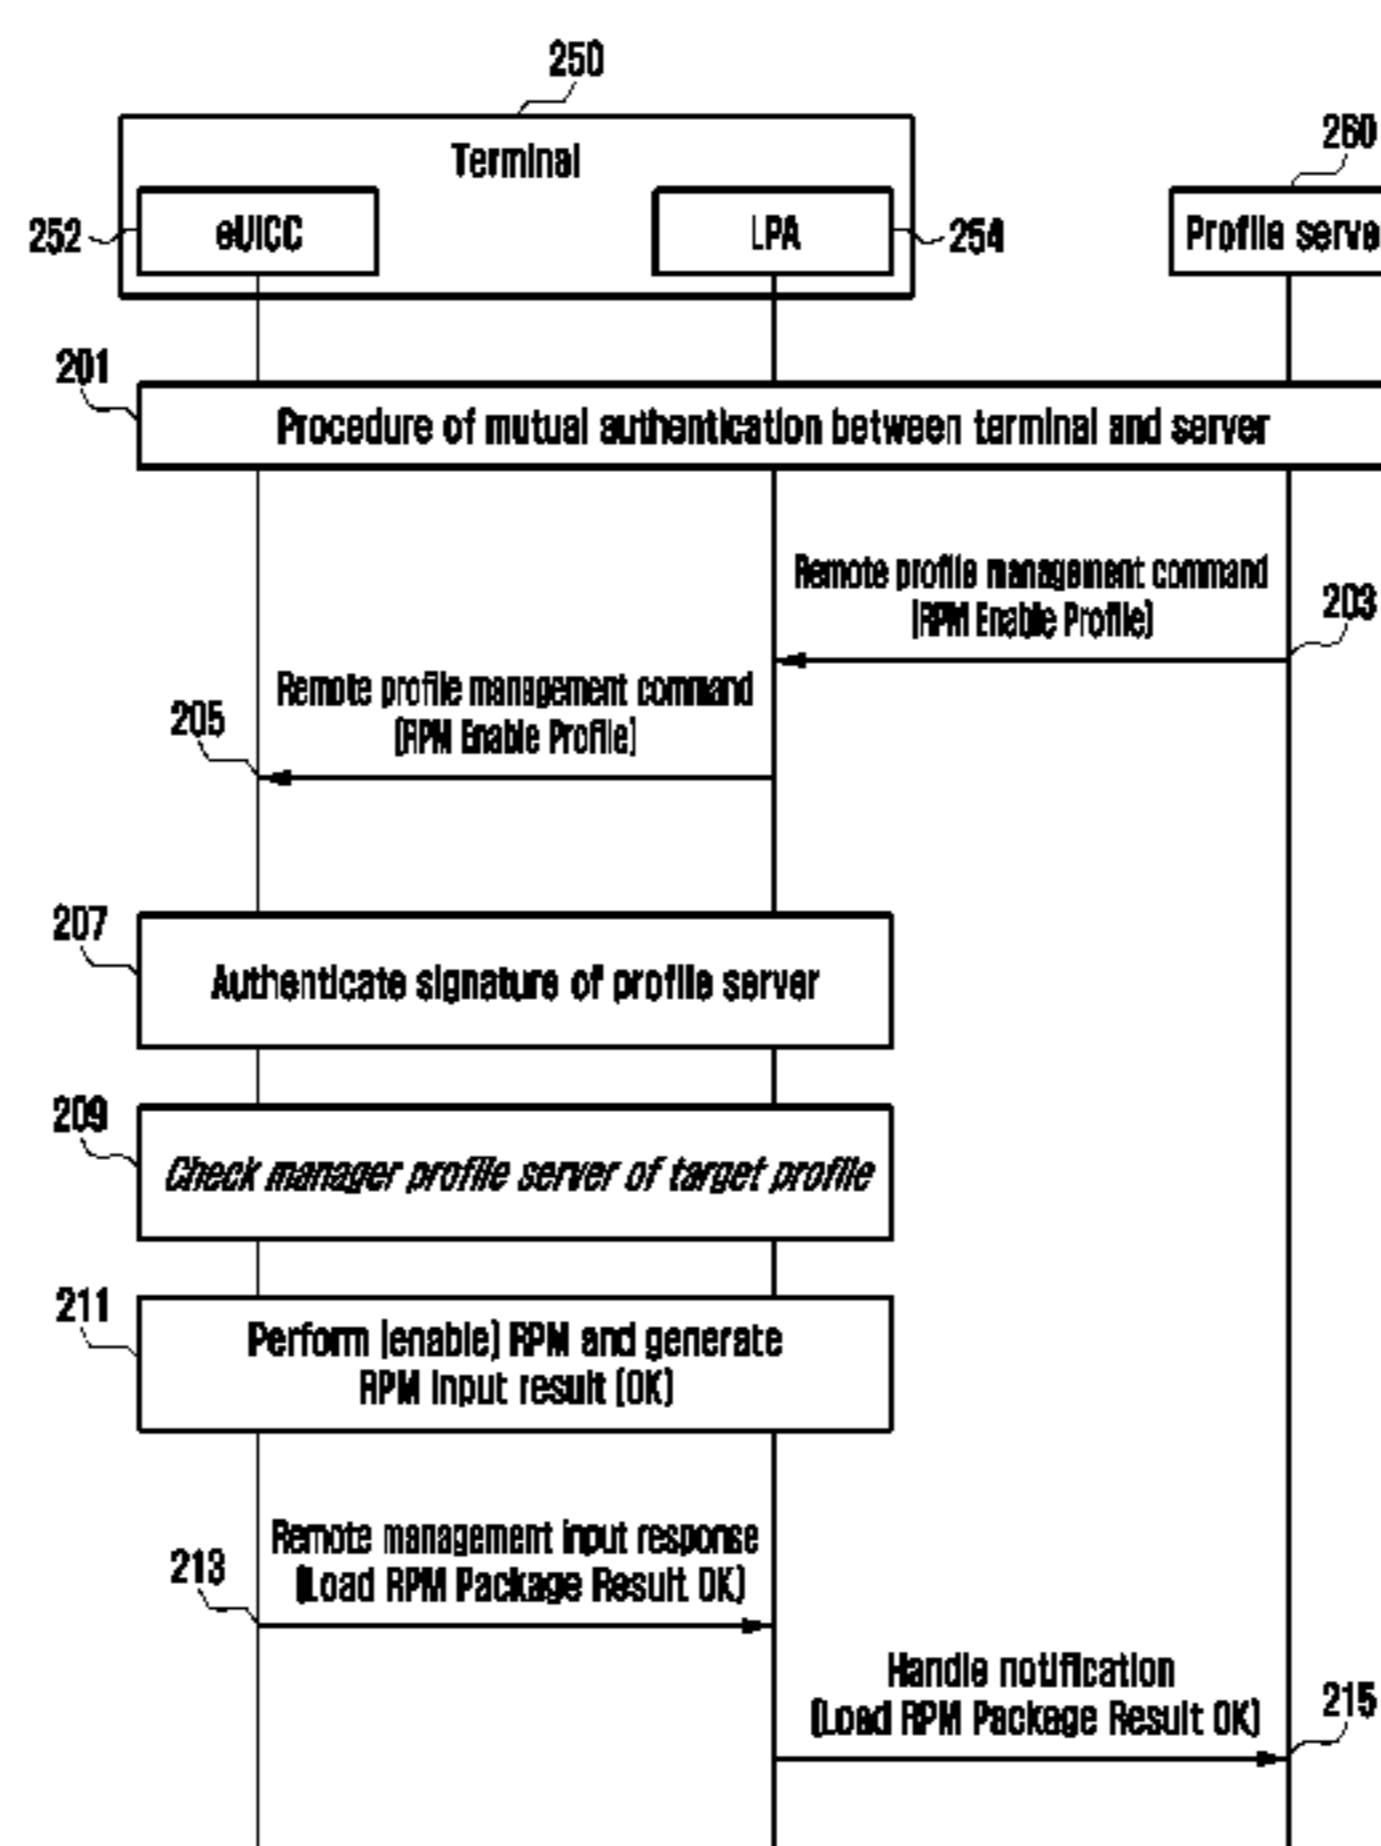 250
Terminal
260
252
eUICC
LPA
254
Profile serve
201
Procedure of mutual authentication between terminal and server
Remote profile management command
(RPM Enable Profile)
203
Remote profile management command
(RPM Enable Profile)
205
207
Authenticate signature of profile server
209
Check manager profile server of target profile
211
Perform (enable) RPM and generate
RPM input result (OK)
Remote management input response
(Load RPM Package Result OK)
213
Handle notification
(Load RPM Package Result OK)
215